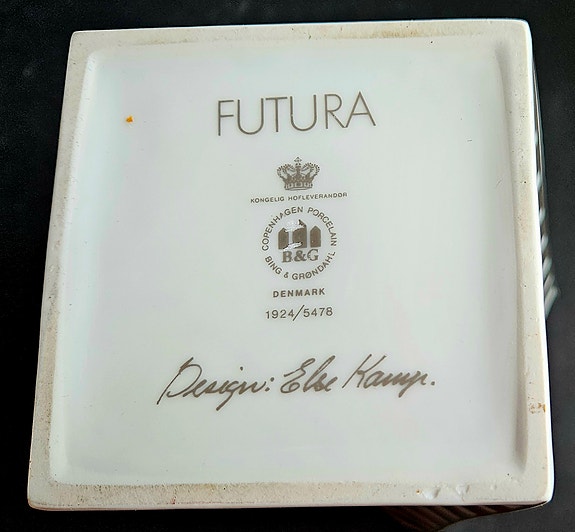 FUTURA
KONGELIG HOFLEVERANDØR
COPENHAGEN PORCELAIN
B&G
BING & GRØNDAHL
DENMARK
1924/5478
Design: Else Kamp.